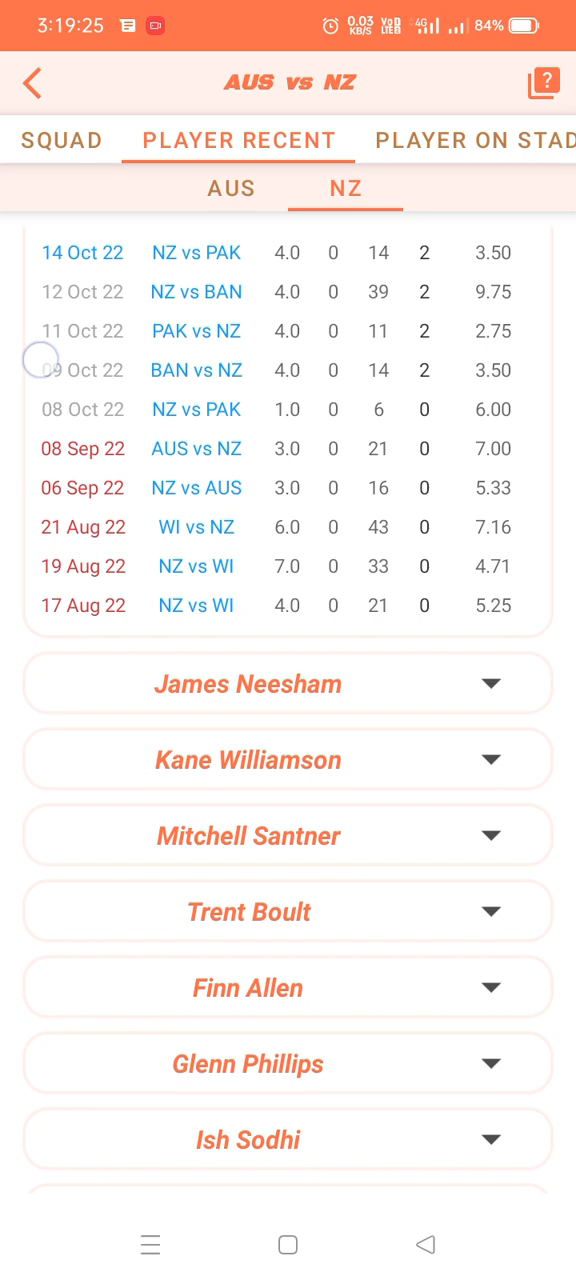 3:19:25 0.03 KB/S VoD LTE 4G 84%
AUS vs NZ ?
SQUAD PLAYER RECENT PLAYER ON STAD
AUS NZ
14 Oct 22 NZ vs PAK 4.0 0 14 2 3.50
12 Oct 22 NZ vs BAN 4.0 0 39 2 9.75
11 Oct 22 PAK vs NZ 4.0 0 11 2 2.75
09 Oct 22 BAN vs NZ 4.0 0 14 2 3.50
08 Oct 22 NZ vs PAK 1.0 0 6 0 6.00
08 Sep 22 AUS vs NZ 3.0 0 21 0 7.00
06 Sep 22 NZ vs AUS 3.0 0 16 0 5.33
21 Aug 22 WI vs NZ 6.0 0 43 0 7.16
19 Aug 22 NZ vs WI 7.0 0 33 0 4.71
17 Aug 22 NZ vs WI 4.0 0 21 0 5.25
James Neesham
Kane Williamson
Mitchell Santner
Trent Boult
Finn Allen
Glenn Phillips
Ish Sodhi